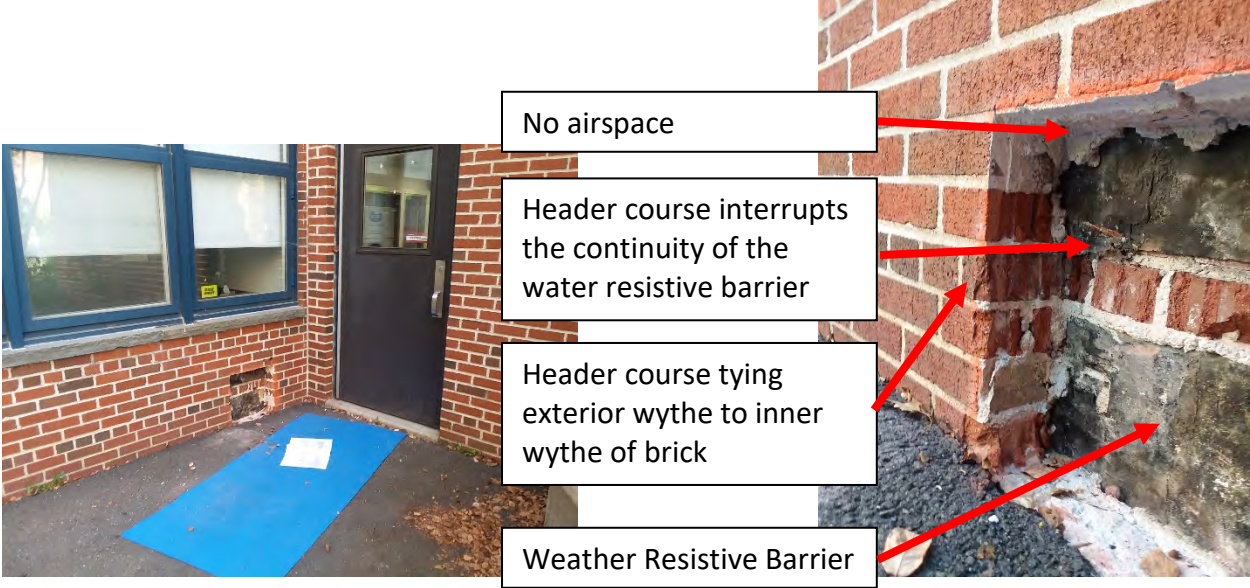 No airspace
Header course interrupts
the continuity of the
water resistive barrier
Header course tying
exterior wythe to inner
wythe of brick
Weather Resistive Barrier